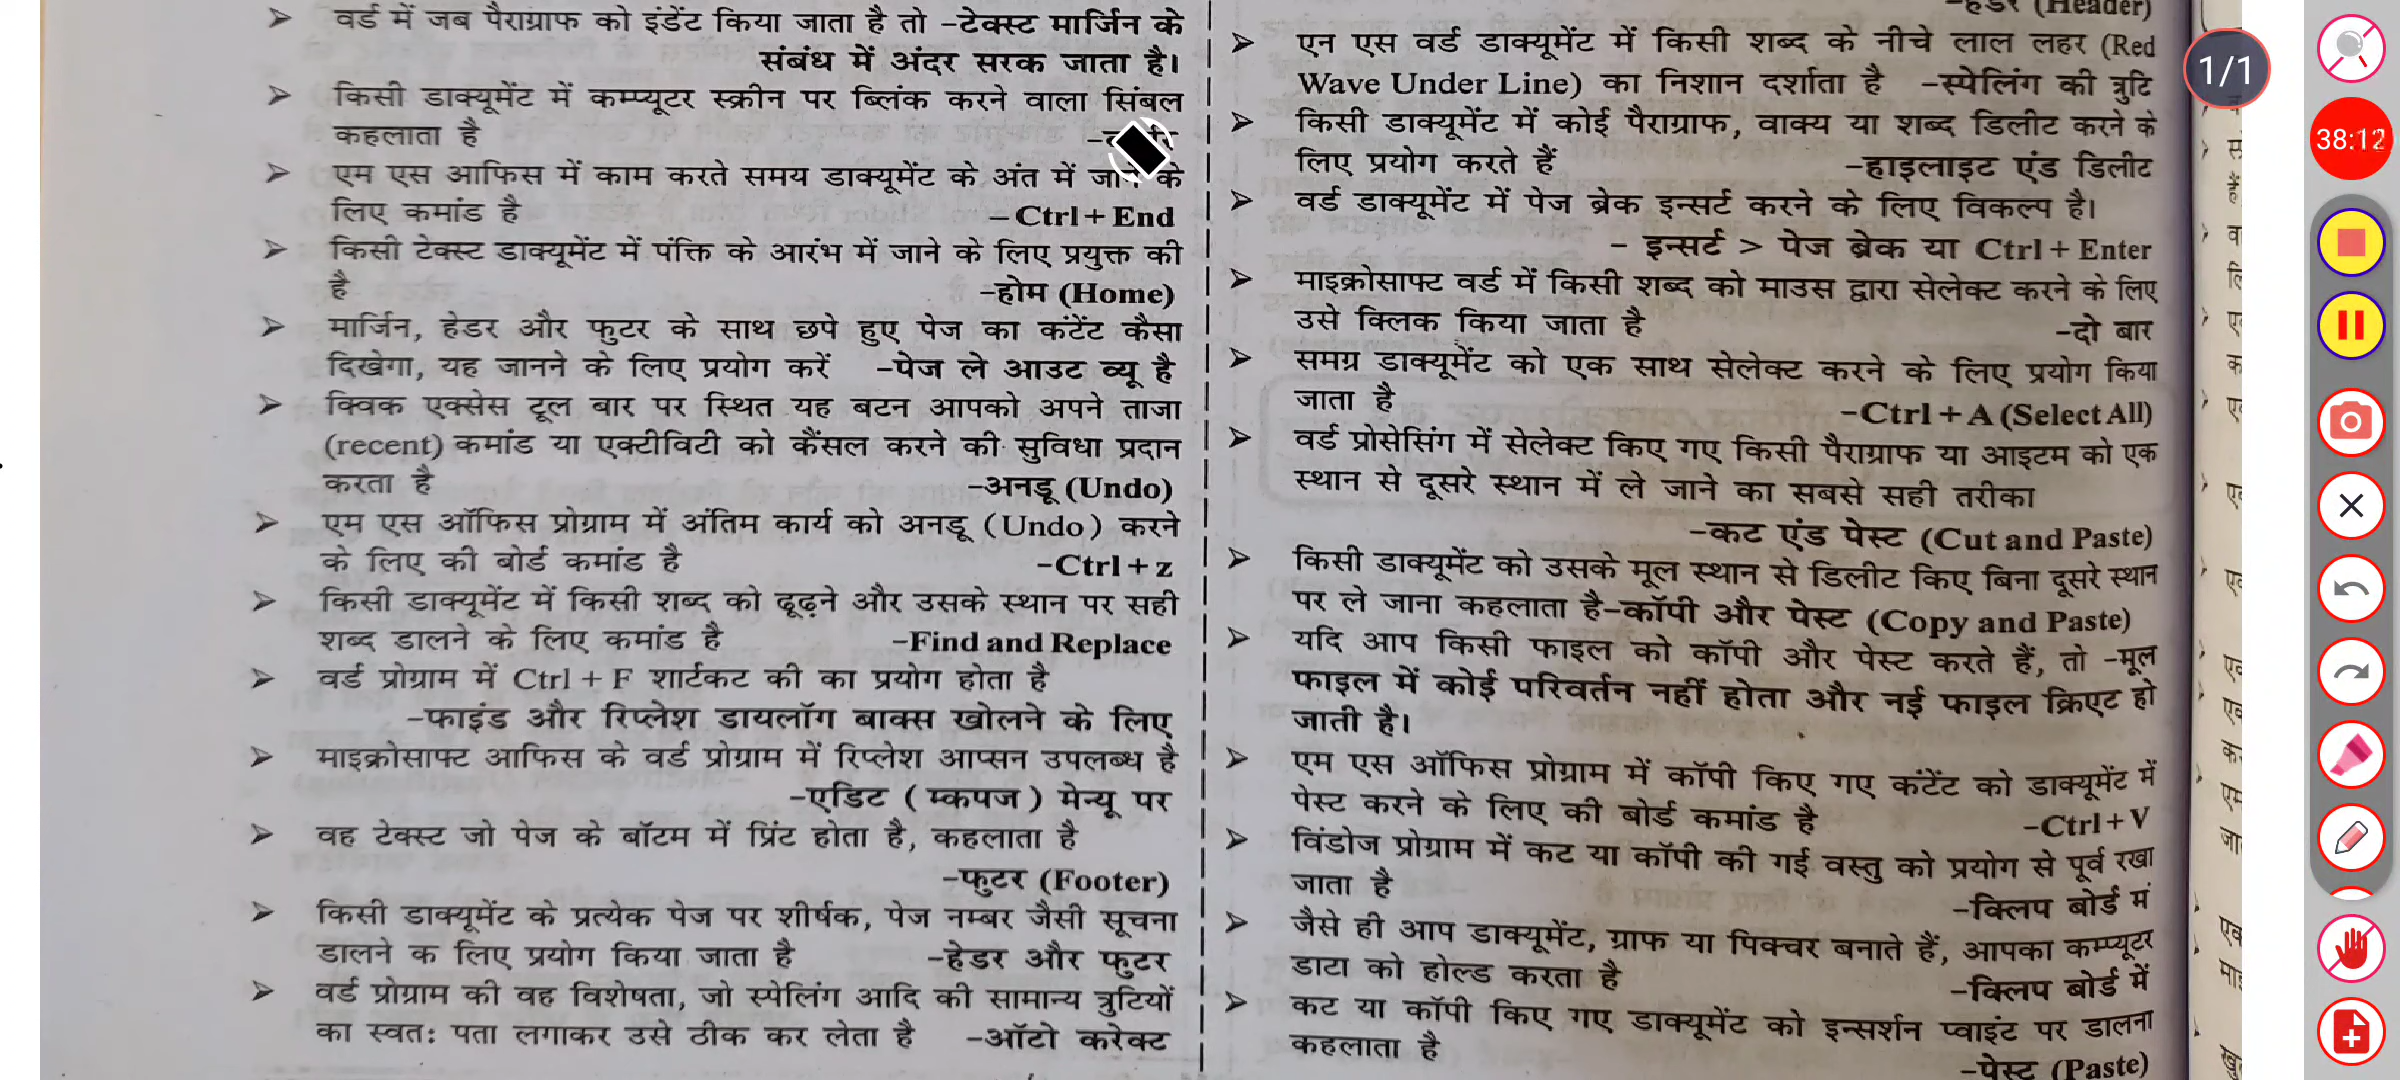 वर्ड में जब पैराग्राफ को इंडेंट किया जाता है तो -टेक्स्ट मार्जिन के
संबंध में अंदर सरक जाता है।
किसी डाक्यूमेंट में कम्प्यूटर स्क्रीन पर ब्लिंक करने वाला सिंबल
कहलाता है
एम एस आफिस में काम करते समय डाक्यूमेंट के अंत में जाने के
लिए कमांड है – Ctrl + End
किसी टेक्स्ट डाक्यूमेंट में पंक्ति के आरंभ में जाने के लिए प्रयुक्त की
है -होम (Home)
मार्जिन, हेडर और फुटर के साथ छपे हुए पेज का कंटेंट कैसा
दिखेगा, यह जानने के लिए प्रयोग करें -पेज ले आउट व्यू है
क्विक एक्सेस टूल बार पर स्थित यह बटन आपको अपने ताजा
(recent) कमांड या एक्टीविटी को कैंसल करने की सुविधा प्रदान
करता है -अनडू (Undo)
एम एस ऑफिस प्रोग्राम में अंतिम कार्य को अनडू ( Undo ) करने
के लिए की बोर्ड कमांड है -Ctrl + z
किसी डाक्यूमेंट में किसी शब्द को ढूढ़ने और उसके स्थान पर सही
शब्द डालने के लिए कमांड है -Find and Replace
वर्ड प्रोग्राम में Ctrl + F शार्टकट की का प्रयोग होता है
-फाइंड और रिप्लेश डायलॉग बाक्स खोलने के लिए
माइक्रोसाफ्ट आफिस के वर्ड प्रोग्राम में रिप्लेश आप्सन उपलब्ध है
-एडिट ( म्कपज ) मेन्यू पर
वह टेक्स्ट जो पेज के बॉटम में प्रिंट होता है, कहलाता है
-फुटर (Footer)
किसी डाक्यूमेंट के प्रत्येक पेज पर शीर्षक, पेज नम्बर जैसी सूचना
डालने क लिए प्रयोग किया जाता है -हेडर और फुटर
वर्ड प्रोग्राम की वह विशेषता, जो स्पेलिंग आदि की सामान्य त्रुटियों
का स्वतः पता लगाकर उसे ठीक कर लेता है -ऑटो करेक्ट
-हेडर (Header)
एन एस वर्ड डाक्यूमेंट में किसी शब्द के नीचे लाल लहर (Red
Wave Under Line) का निशान दर्शाता है -स्पेलिंग की त्रुटि
किसी डाक्यूमेंट में कोई पैराग्राफ, वाक्य या शब्द डिलीट करने के
लिए प्रयोग करते हैं -हाइलाइट एंड डिलीट
वर्ड डाक्यूमेंट में पेज ब्रेक इन्सर्ट करने के लिए विकल्प है।
- इन्सर्ट > पेज ब्रेक या Ctrl + Enter
माइक्रोसाफ्ट वर्ड में किसी शब्द को माउस द्वारा सेलेक्ट करने के लिए
उसे क्लिक किया जाता है -दो बार
समग्र डाक्यूमेंट को एक साथ सेलेक्ट करने के लिए प्रयोग किया
जाता है -Ctrl + A (Select All)
वर्ड प्रोसेसिंग में सेलेक्ट किए गए किसी पैराग्राफ या आइटम को एक
स्थान से दूसरे स्थान में ले जाने का सबसे सही तरीका
-कट एंड पेस्ट (Cut and Paste)
किसी डाक्यूमेंट को उसके मूल स्थान से डिलीट किए बिना दूसरे स्थान
पर ले जाना कहलाता है-कॉपी और पेस्ट (Copy and Paste)
यदि आप किसी फाइल को कॉपी और पेस्ट करते हैं, तो -मूल
फाइल में कोई परिवर्तन नहीं होता और नई फाइल क्रिएट हो
जाती है।
एम एस ऑफिस प्रोग्राम में कॉपी किए गए कंटेंट को डाक्यूमेंट में
पेस्ट करने के लिए की बोर्ड कमांड है -Ctrl + V
विंडोज प्रोग्राम में कट या कॉपी की गई वस्तु को प्रयोग से पूर्व रखा
जाता है -क्लिप बोर्ड में
जैसे ही आप डाक्यूमेंट, ग्राफ या पिक्चर बनाते हैं, आपका कम्प्यूटर
डाटा को होल्ड करता है -क्लिप बोर्ड में
कट या कॉपी किए गए डाक्यूमेंट को इन्सर्शन प्वाइंट पर डालना
कहलाता है
-पेस्ट (Paste)
1/1
38:12